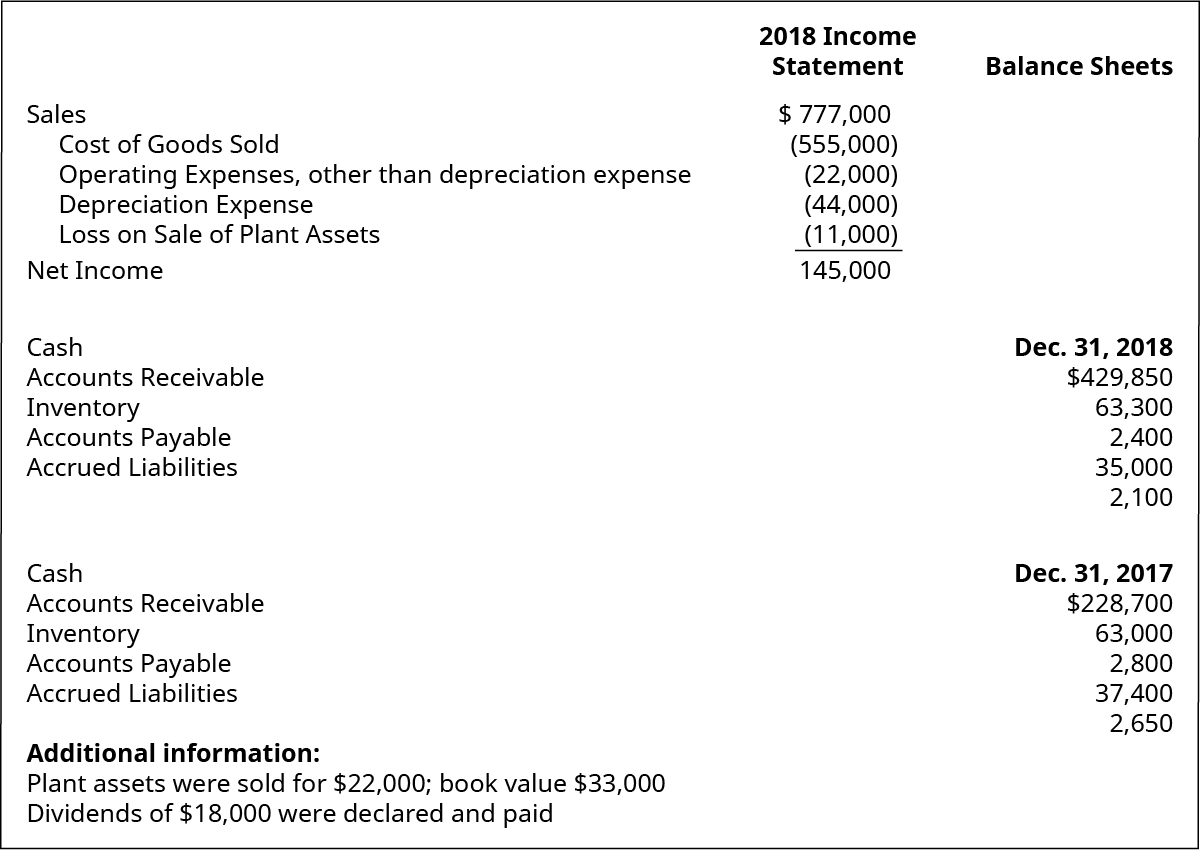 2018 Income
Statement Balance Sheets
Sales $ 777,000
Cost of Goods Sold (555,000)
Operating Expenses, other than depreciation expense (22,000)
Depreciation Expense (44,000)
Loss on Sale of Plant Assets (11,000)
Net Income 145,000
Cash Dec. 31, 2018
Accounts Receivable $429,850
Inventory 63,300
Accounts Payable 2,400
Accrued Liabilities 35,000
2,100
Cash Dec. 31, 2017
Accounts Receivable $228,700
Inventory 63,000
Accounts Payable 2,800
Accrued Liabilities 37,400
2,650
Additional information:
Plant assets were sold for $22,000; book value $33,000
Dividends of $18,000 were declared and paid